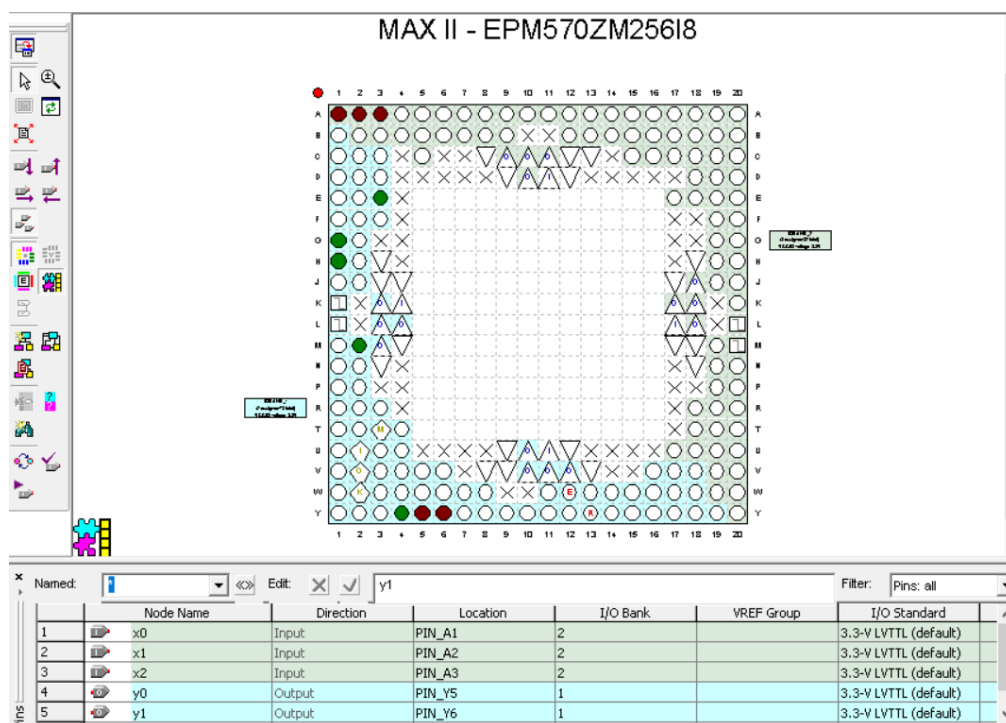 MAX II - EPM570ZM256I8
1 2 3 4 5 6 7 8 9 10 11 12 13 14 15 16 17 18 19 20
A A
B B
C O O O C
D O I D
E E
F F
G G
H H
J O J
K O I O O K
L O O I O L
M O M
N N
P P
R R
T M T
U I O I U
V O O O O V
W K E W
Y R Y
1 2 3 4 5 6 7 8 9 10 11 12 13 14 15 16 17 18 19 20
Named: * Edit: y1 Filter: Pins: all
Node Name Direction Location I/O Bank VREF Group I/O Standard
1 x0 Input PIN_A1 2 3.3-V LVTTL (default)
2 x1 Input PIN_A2 2 3.3-V LVTTL (default)
3 x2 Input PIN_A3 2 3.3-V LVTTL (default)
4 y0 Output PIN_Y5 1 3.3-V LVTTL (default)
5 y1 Output PIN_Y6 1 3.3-V LVTTL (default)